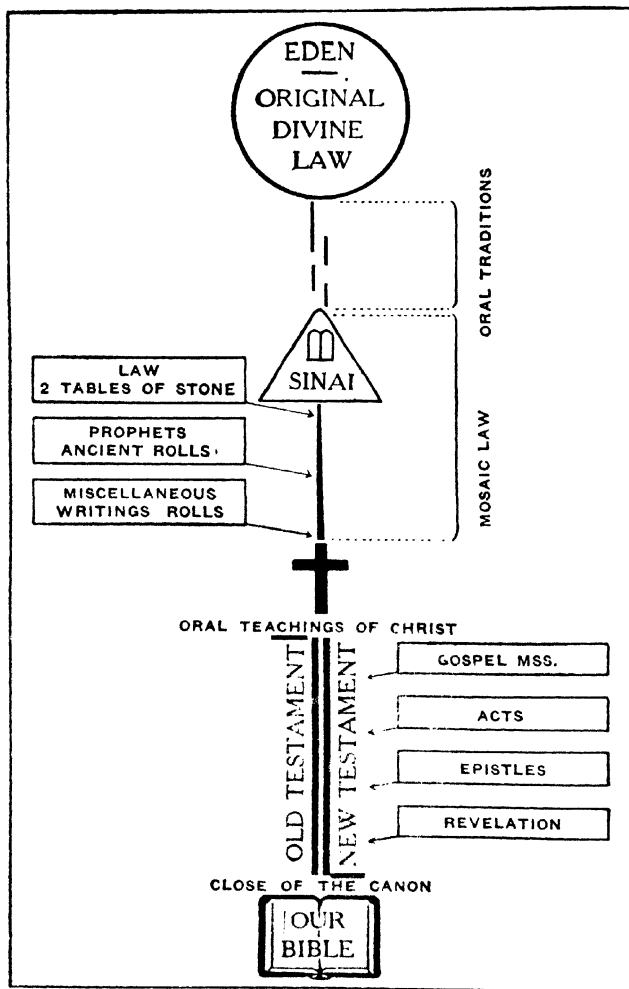 EDEN
ORIGINAL
DIVINE
LAW
ORAL TRADITIONS
SINAI
LAW
2 TABLES OF STONE
PROPHETS
ANCIENT ROLLS
MISCELLANEOUS
WRITINGS ROLLS
MOSAIC LAW
ORAL TEACHINGS OF CHRIST
OLD TESTAMENT
NEW TESTAMENT
GOSPEL MSS.
ACTS
EPISTLES
REVELATION
CLOSE OF THE CANON
OUR
BIBLE